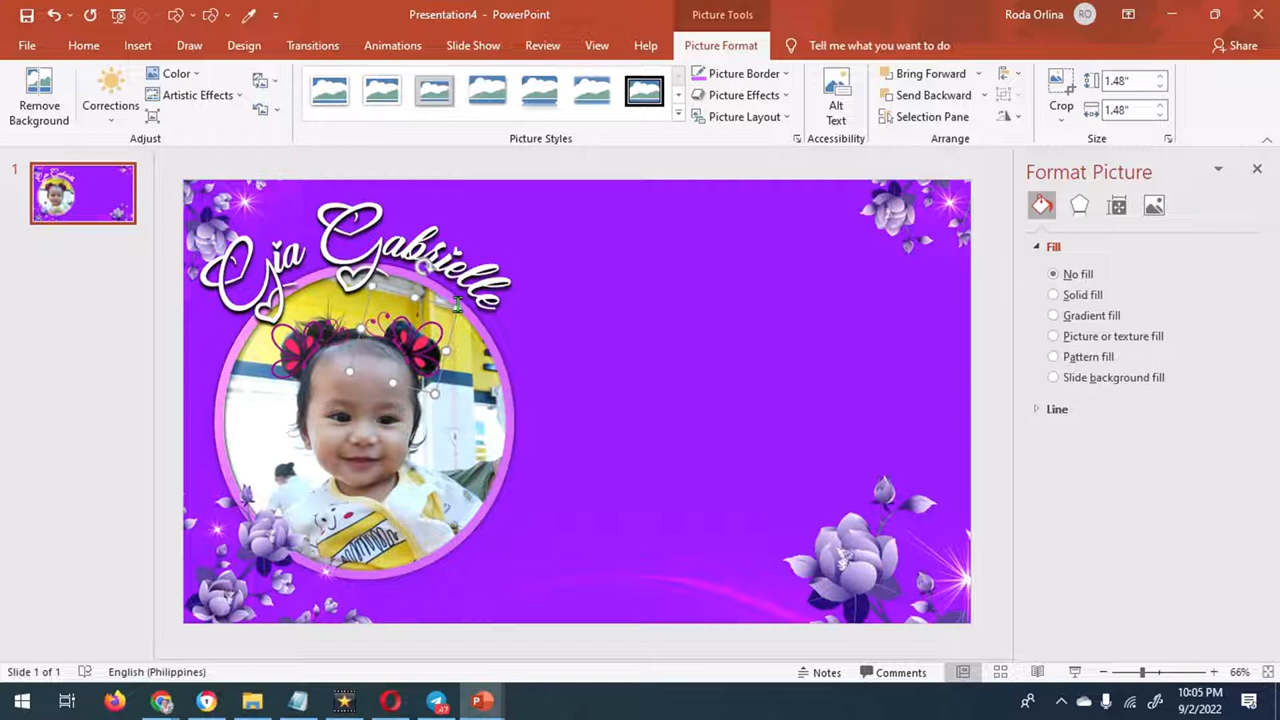 Presentation4 - PowerPoint
Picture Tools
Roda Orlina
RO
File
Home
Insert
Draw
Design
Transitions
Animations
Slide Show
Review
View
Help
Picture Format
Tell me what you want to do
Share
Remove Background
Corrections
Color
Artistic Effects
Adjust
Picture Styles
Picture Border
Picture Effects
Picture Layout
Alt Text
Accessibility
Bring Forward
Send Backward
Selection Pane
Arrange
Crop
1.48"
1.48"
Size
1
Gia Gabrielle
Format Picture
Fill
No fill
Solid fill
Gradient fill
Picture or texture fill
Pattern fill
Slide background fill
Line
Slide 1 of 1
English (Philippines)
Notes
Comments
66%
47
10:05 PM
9/2/2022